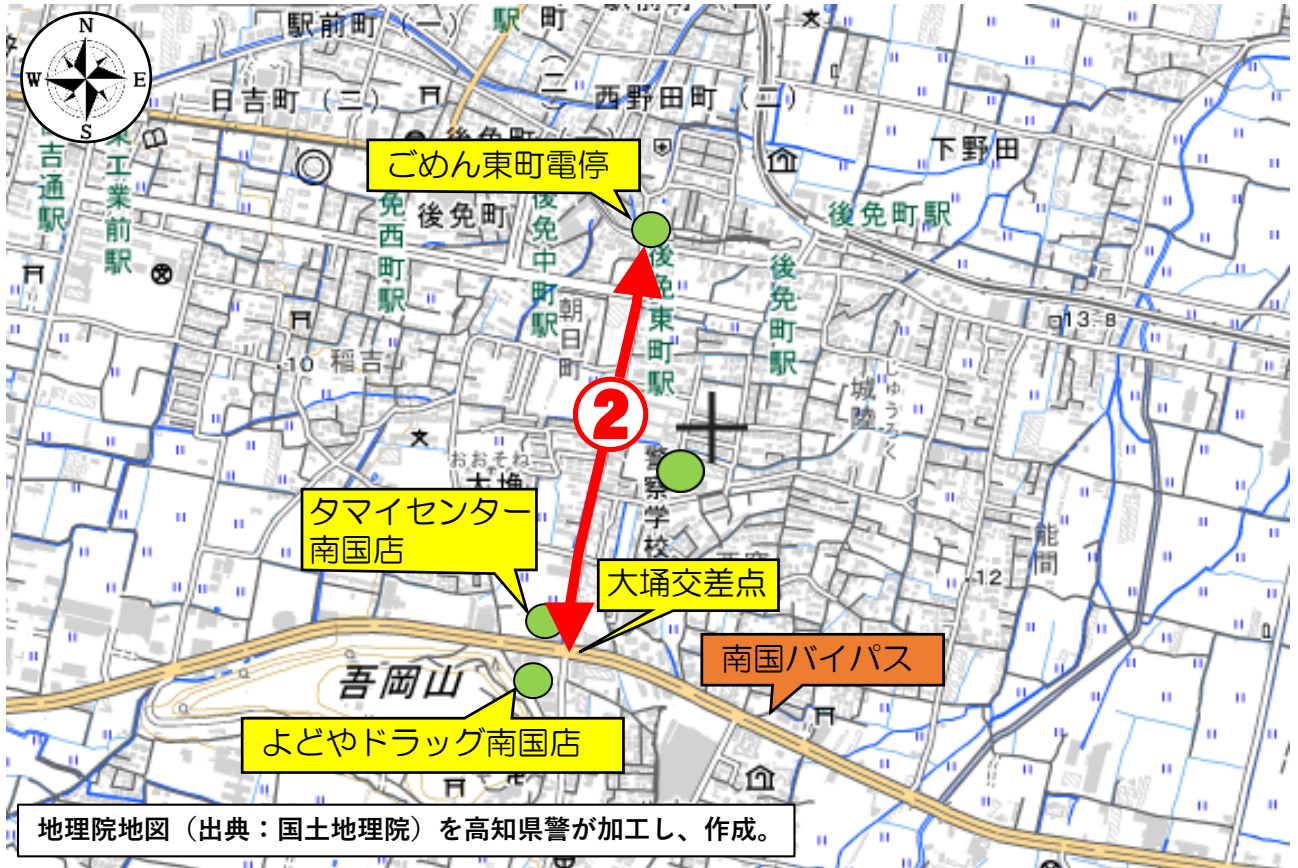 N
W
E
S
駅前町(一)
駅
町
日吉町(二)
西野田町(二)
下野田
ごめん東町電停
後免町
後免町駅
吉通駅
業工業前駅
免西町駅
後免中町駅
後免東町駅
後免町駅
朝日町
13.8
10
稲吉
②
城陸
じゅうろく
おおそね
大埇
警察学校
タマイセンター
南国店
大埇交差点
能間
12
南国バイパス
吾岡山
よどやドラッグ南国店
地理院地図(出典:国土地理院)を高知県警が加工し、作成。